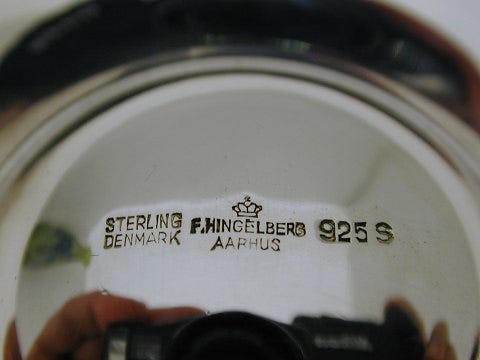 STERLING F.HINGELBERG 925 S
DENMARK AARHUS